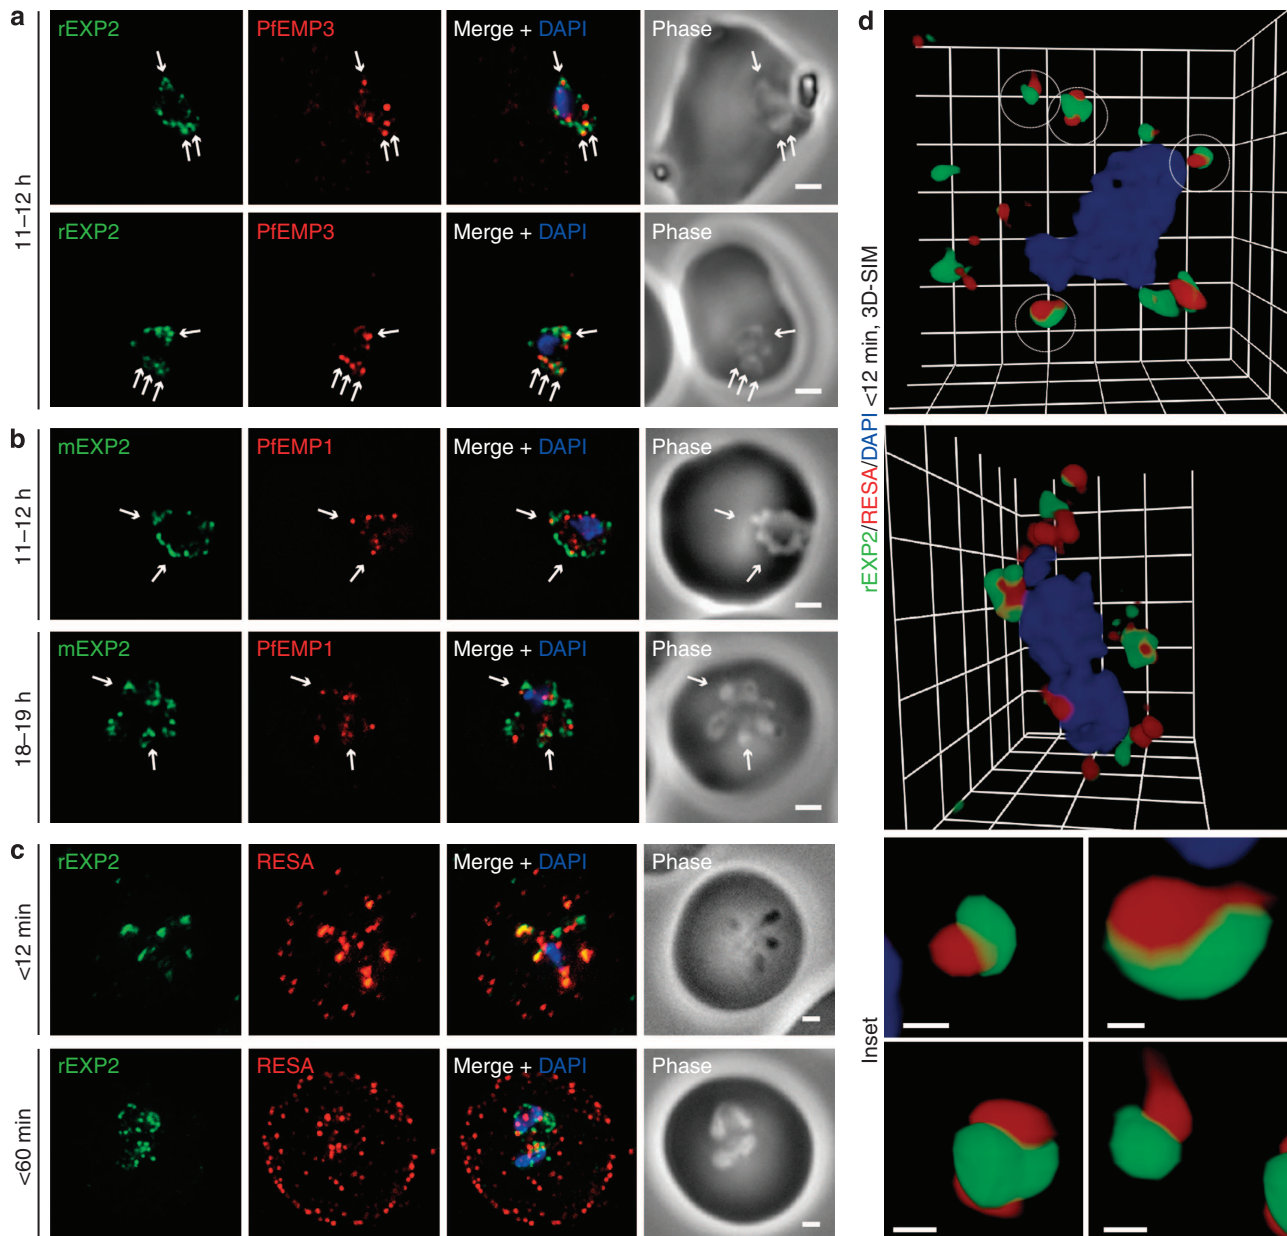 a
11–12 h
rEXP2
PfEMP3
Merge + DAPI
Phase
rEXP2
PfEMP3
Merge + DAPI
Phase
b
11–12 h
mEXP2
PfEMP1
Merge + DAPI
Phase
18–19 h
mEXP2
PfEMP1
Merge + DAPI
Phase
c
<12 min
rEXP2
RESA
Merge + DAPI
Phase
<60 min
rEXP2
RESA
Merge + DAPI
Phase
d
rEXP2/RESA/DAPI <12 min, 3D-SIM
Inset